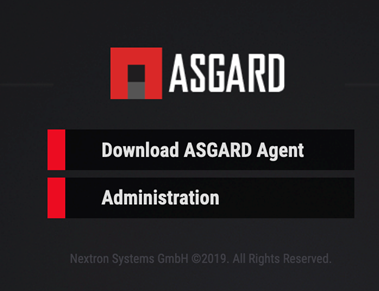 ASGARD
Download ASGARD Agent
Administration
Nextron Systems GmbH ©2019. All Rights Reserved.